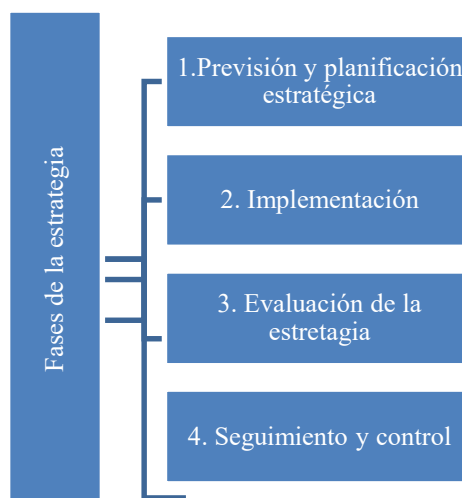 Fases de la estrategia
1.Previsión y planificación
estratégica
2. Implementación
3. Evaluación de la
estretagia
4. Seguimiento y control